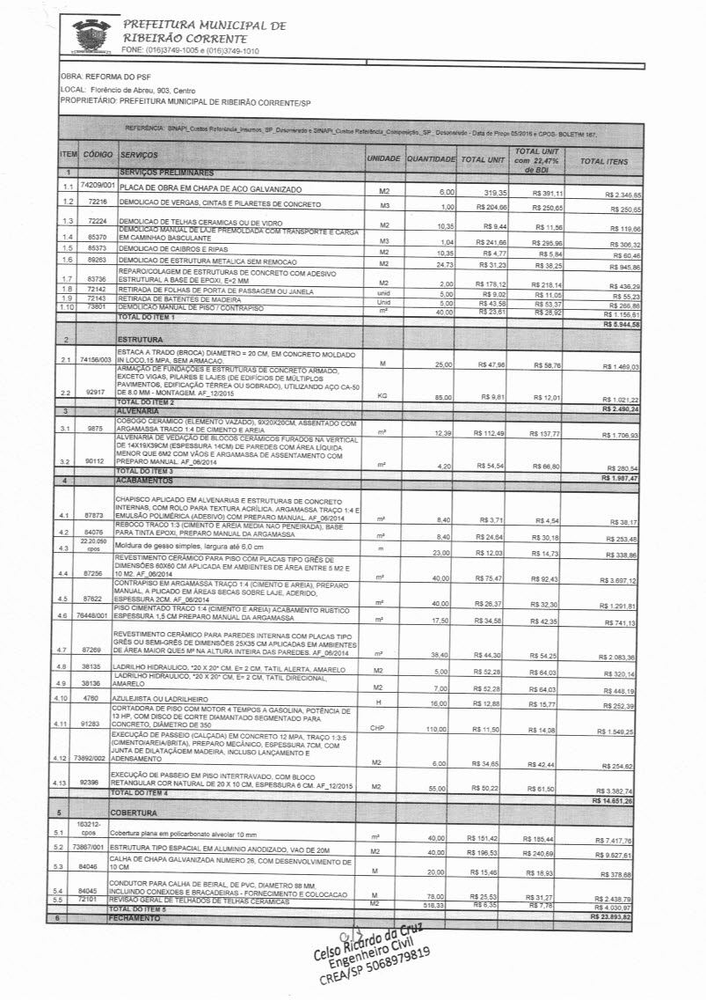 PREFEITURA MUNICIPAL DE
RIBEIRÃO CORRENTE
FONE: (016)3749-1005 e (016)3749-1010
OBRA: REFORMA DO PSF
LOCAL: Florêncio de Abreu, 903, Centro
PROPRIETÁRIO: PREFEITURA MUNICIPAL DE RIBEIRÃO CORRENTE/SP
REFERÊNCIA: SINAPI_Custos Referência_Insumos_SP_Desonerado e SINAPI_Custos Referência_Composição_SP_ Desonerado - Data de Preço 05/2016 e CPOS- BOLETIM 167.
ITEM CÓDIGO SERVIÇOS UNIDADE QUANTIDADE TOTAL UNIT TOTAL UNIT com 22,47% de BDI TOTAL ITENS
1 SERVIÇOS PRELIMINARES
1.1 74209/001 PLACA DE OBRA EM CHAPA DE ACO GALVANIZADO M2 6,00 319,35 R$ 391,11 R$ 2.346,65
1.2 72216 DEMOLICAO DE VERGAS, CINTAS E PILARETES DE CONCRETO M3 1,00 R$ 204,66 R$ 250,65 R$ 250,65
1.3 72224 DEMOLICAO DE TELHAS CERAMICAS OU DE VIDRO M2 10,35 R$ 9,44 R$ 11,56 R$ 119,66
1.4 85370 DEMOLICAO MANUAL DE LAJE PREMOLDADA COM TRANSPORTE E CARGA
EM CAMINHAO BASCULANTE M3 1,04 R$ 241,66 R$ 295,96 R$ 306,32
1.5 85373 DEMOLICAO DE CAIBROS E RIPAS M2 10,35 R$ 4,77 R$ 5,84 R$ 60,46
1.6 89263 DEMOLICAO DE ESTRUTURA METALICA SEM REMOCAO M2 24,73 R$ 31,23 R$ 38,25 R$ 945,86
1.7 83736 REPARO/COLAGEM DE ESTRUTURAS DE CONCRETO COM ADESIVO
ESTRUTURAL A BASE DE EPOXI, E=2 MM M2 2,00 R$ 178,12 R$ 218,14 R$ 436,29
1.8 72142 RETIRADA DE FOLHAS DE PORTA DE PASSAGEM OU JANELA unid 5,00 R$ 9,02 R$ 11,05 R$ 55,23
1.9 72143 RETIRADA DE BATENTES DE MADEIRA Unid 5,00 R$ 43,58 R$ 53,37 R$ 266,86
1.10 73801 DEMOLICAO MANUAL DE PISO / CONTRAPISO m² 40,00 R$ 23,61 R$ 28,92 R$ 1.156,61
TOTAL DO ITEM 1 R$ 5.944,58
2 ESTRUTURA
2.1 74156/003 ESTACA A TRADO (BROCA) DIAMETRO = 20 CM, EM CONCRETO MOLDADO
IN LOCO,15 MPA, SEM ARMACAO. M 25,00 R$ 47,98 R$ 58,76 R$ 1.469,03
2.2 92917 ARMAÇÃO DE FUNDAÇÕES E ESTRUTURAS DE CONCRETO ARMADO,
EXCETO VIGAS, PILARES E LAJES (DE EDIFÍCIOS DE MÚLTIPLOS
PAVIMENTOS, EDIFICAÇÃO TÉRREA OU SOBRADO), UTILIZANDO AÇO CA-50
DE 8.0 MM - MONTAGEM. AF_12/2015 KG 85,00 R$ 9,81 R$ 12,01 R$ 1.021,22
TOTAL DO ITEM 2 R$ 2.490,24
3 ALVENARIA
3.1 9875 COBOGO CERAMICO (ELEMENTO VAZADO), 9X20X20CM, ASSENTADO COM
ARGAMASSA TRACO 1:4 DE CIMENTO E AREIA m² 12,39 R$ 112,49 R$ 137,77 R$ 1.706,93
3.2 90112 ALVENARIA DE VEDAÇÃO DE BLOCOS CERÂMICOS FURADOS NA VERTICAL
DE 14X19X39CM (ESPESSURA 14CM) DE PAREDES COM ÁREA LÍQUIDA
MENOR QUE 6M2 COM VÃOS E ARGAMASSA DE ASSENTAMENTO COM
PREPARO MANUAL. AF_06/2014 m² 4,20 R$ 54,54 R$ 66,80 R$ 280,54
TOTAL DO ITEM 3 R$ 1.987,47
4 ACABAMENTOS
4.1 87873 CHAPISCO APLICADO EM ALVENARIAS E ESTRUTURAS DE CONCRETO
INTERNAS, COM ROLO PARA TEXTURA ACRÍLICA. ARGAMASSA TRAÇO 1:4 E
EMULSÃO POLIMÉRICA (ADESIVO) COM PREPARO MANUAL. AF_06/2014 m² 8,40 R$ 3,71 R$ 4,54 R$ 38,17
4.2 84076 REBOCO TRACO 1:3 (CIMENTO E AREIA MEDIA NAO PENEIRADA), BASE
PARA TINTA EPOXI, PREPARO MANUAL DA ARGAMASSA m² 8,40 R$ 24,64 R$ 30,18 R$ 253,48
4.3 22.20.050 cpos Moldura de gesso simples, largura até 6,0 cm m 23,00 R$ 12,03 R$ 14,73 R$ 338,86
4.4 87256 REVESTIMENTO CERÂMICO PARA PISO COM PLACAS TIPO GRÊS DE
DIMENSÕES 60X60 CM APLICADA EM AMBIENTES DE ÁREA ENTRE 5 M2 E
10 M2. AF_06/2014 m² 40,00 R$ 75,47 R$ 92,43 R$ 3.697,12
4.5 87622 CONTRAPISO EM ARGAMASSA TRAÇO 1:4 (CIMENTO E AREIA), PREPARO
MANUAL, A PLICADO EM ÁREAS SECAS SOBRE LAJE, ADERIDO,
ESPESSURA 2CM. AF_06/2014 m² 40,00 R$ 26,37 R$ 32,30 R$ 1.291,81
4.6 76448/001 PISO CIMENTADO TRACO 1:4 (CIMENTO E AREIA) ACABAMENTO RUSTICO
ESPESSURA 1,5 CM PREPARO MANUAL DA ARGAMASSA m² 17,50 R$ 34,58 R$ 42,35 R$ 741,13
4.7 87269 REVESTIMENTO CERÂMICO PARA PAREDES INTERNAS COM PLACAS TIPO
GRÊS OU SEMI-GRÊS DE DIMENSÕES 25X35 CM APLICADAS EM AMBIENTES
DE ÁREA MAIOR QUE5 M² NA ALTURA INTEIRA DAS PAREDES. AF_06/2014 m² 38,40 R$ 44,30 R$ 54,25 R$ 2.083,36
4.8 38135 LADRILHO HIDRAULICO, *20 X 20* CM, E= 2 CM, TATIL ALERTA, AMARELO M2 5,00 R$ 52,28 R$ 64,03 R$ 320,14
4.9 38136 LADRILHO HIDRAULICO, *20 X 20* CM, E= 2 CM, TATIL DIRECIONAL,
AMARELO M2 7,00 R$ 52,28 R$ 64,03 R$ 448,19
4.10 4760 AZULEJISTA OU LADRILHEIRO H 16,00 R$ 12,88 R$ 15,77 R$ 252,39
4.11 91283 CORTADORA DE PISO COM MOTOR 4 TEMPOS A GASOLINA, POTÊNCIA DE
13 HP, COM DISCO DE CORTE DIAMANTADO SEGMENTADO PARA
CONCRETO, DIÂMETRO DE 350 CHP 110,00 R$ 11,50 R$ 14,08 R$ 1.549,25
4.12 73892/002 EXECUÇÃO DE PASSEIO (CALÇADA) EM CONCRETO 12 MPA, TRAÇO 1:3:5
(CIMENTO/AREIA/BRITA), PREPARO MECÂNICO, ESPESSURA 7CM, COM
JUNTA DE DILATAÇÃOEM MADEIRA, INCLUSO LANÇAMENTO E
ADENSAMENTO M2 6,00 R$ 34,65 R$ 42,44 R$ 254,62
4.13 92396 EXECUÇÃO DE PASSEIO EM PISO INTERTRAVADO, COM BLOCO
RETANGULAR COR NATURAL DE 20 X 10 CM, ESPESSURA 6 CM. AF_12/2015 M2 55,00 R$ 50,22 R$ 61,50 R$ 3.382,74
TOTAL DO ITEM 4 R$ 14.651,26
5 COBERTURA
5.1 163212- cpos Cobertura plana em policarbonato alveolar 10 mm m² 40,00 R$ 151,42 R$ 185,44 R$ 7.417,76
5.2 73867/001 ESTRUTURA TIPO ESPACIAL EM ALUMINIO ANODIZADO, VAO DE 20M M2 40,00 R$ 196,53 R$ 240,69 R$ 9.627,61
5.3 84046 CALHA DE CHAPA GALVANIZADA NUMERO 26, COM DESENVOLVIMENTO DE
10 CM M 20,00 R$ 15,46 R$ 18,93 R$ 378,68
5.4 84045 CONDUTOR PARA CALHA DE BEIRAL, DE PVC, DIAMETRO 88 MM,
INCLUINDO CONEXOES E BRACADEIRAS - FORNECIMENTO E COLOCACAO M 78,00 R$ 25,53 R$ 31,27 R$ 2.438,79
5.5 72101 REVISAO GERAL DE TELHADOS DE TELHAS CERAMICAS M2 518,33 R$ 6,35 R$ 7,78 R$ 4.030,97
TOTAL DO ITEM 5 R$ 23.893,82
6 FECHAMENTO
Celso Ricardo da Cruz
Engenheiro Civil
CREA/SP 5068979819